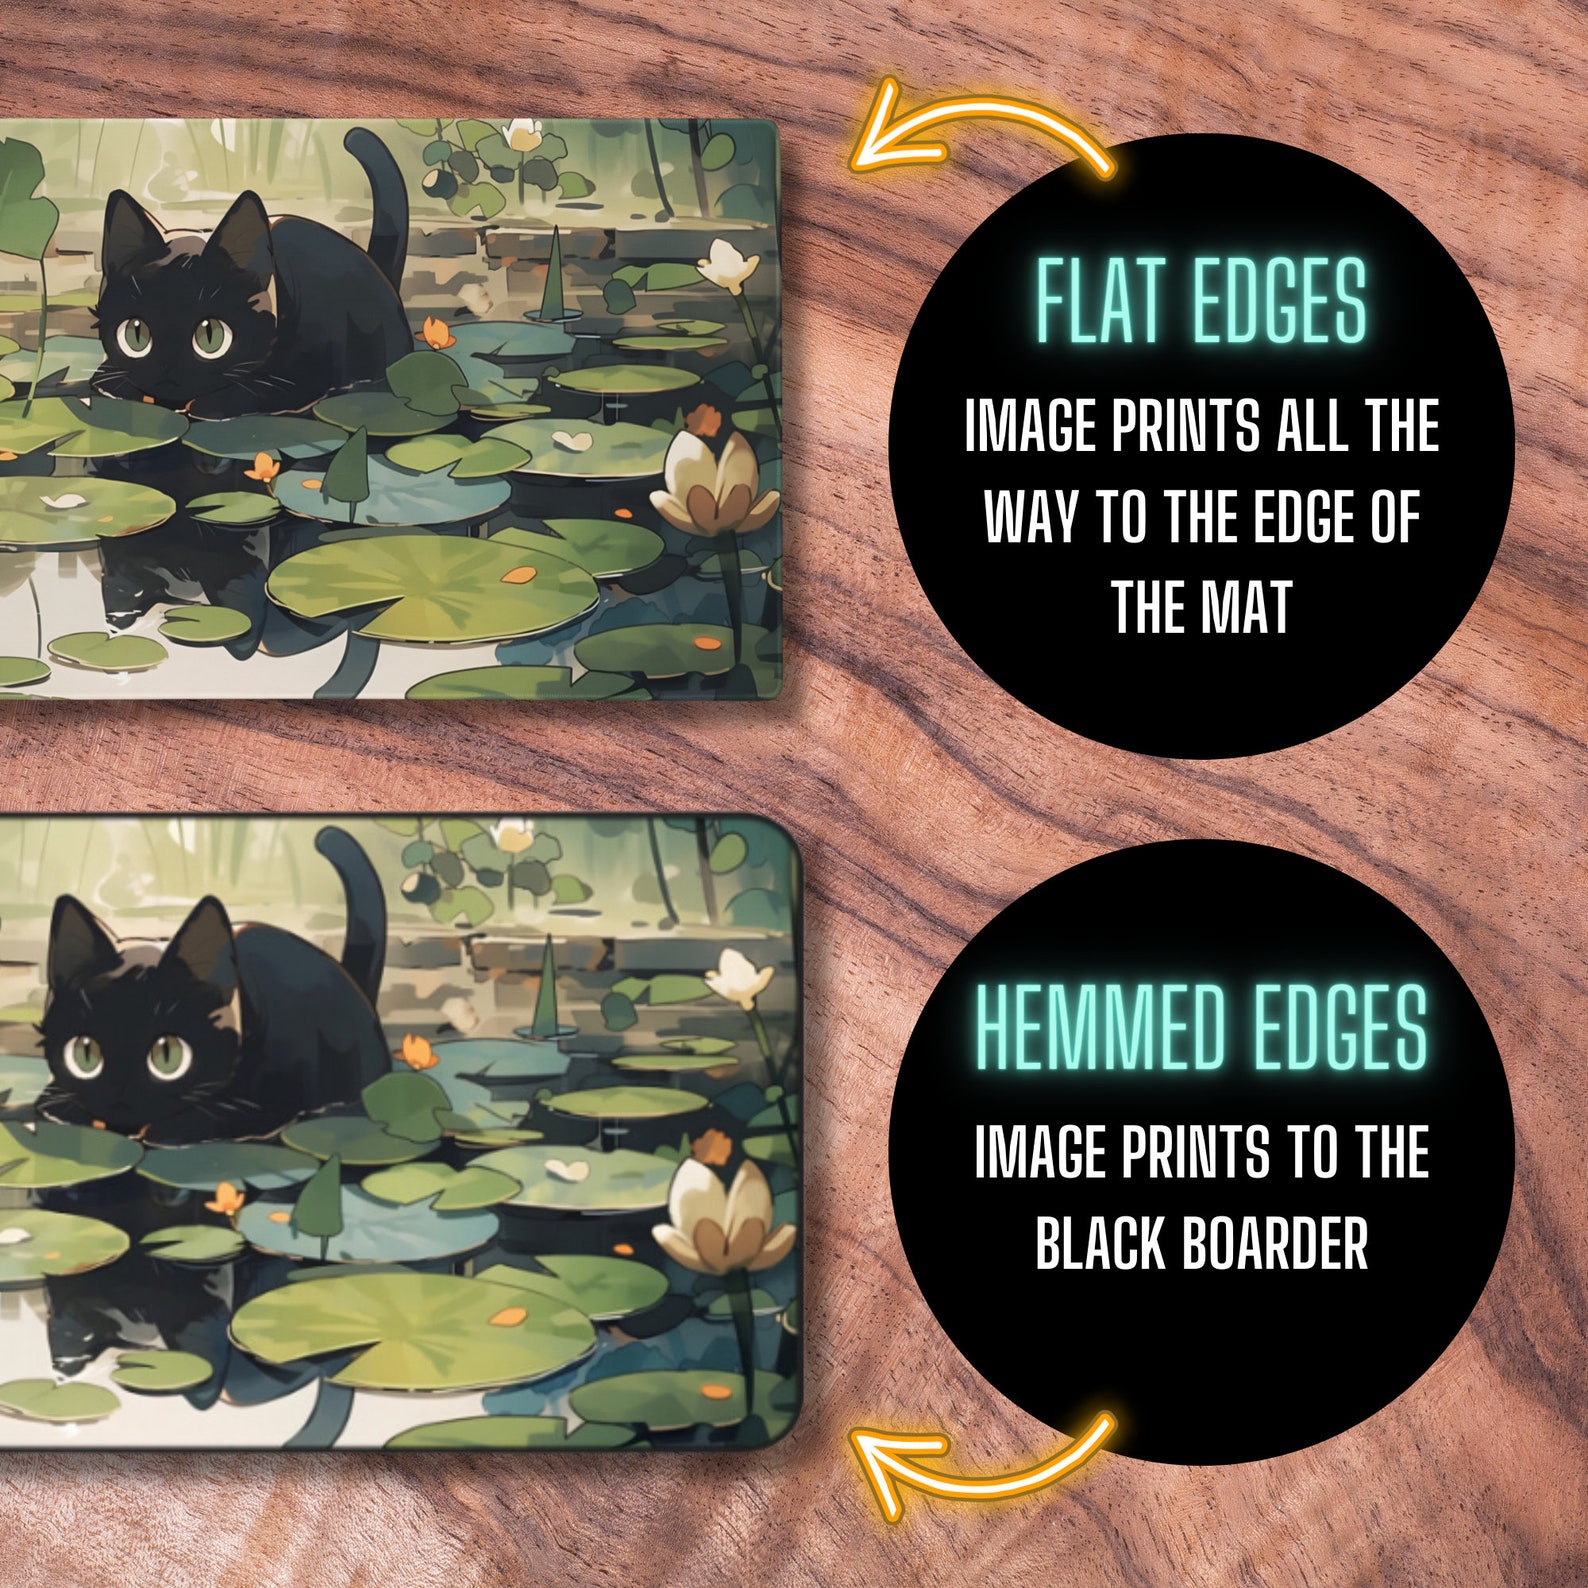 FLAT EDGES
IMAGE PRINTS ALL THE
WAY TO THE EDGE OF
THE MAT
HEMMED EDGES
IMAGE PRINTS TO THE
BLACK BOARDER